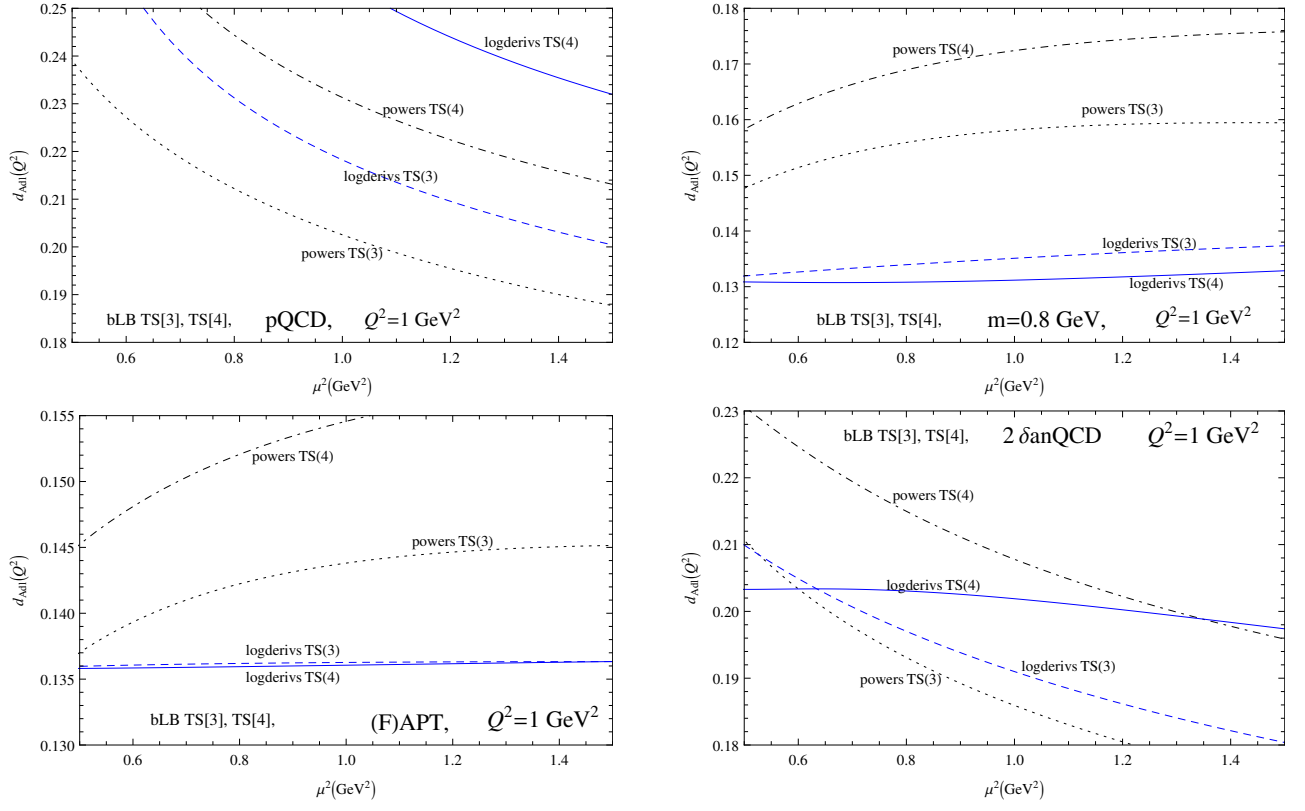 0.25
0.24
0.23
0.22
0.21
0.20
0.19
0.18
d_Adl(Q²)
logderivs TS(4)
powers TS(4)
logderivs TS(3)
powers TS(3)
bLB TS[3], TS[4], pQCD, Q²=1 GeV²
0.6 0.8 1.0 1.2 1.4
μ²(GeV²)
0.18
0.17
0.16
0.15
0.14
0.13
0.12
d_Adl(Q²)
powers TS(4)
powers TS(3)
logderivs TS(3)
logderivs TS(4)
bLB TS[3], TS[4], m=0.8 GeV, Q²=1 GeV²
0.6 0.8 1.0 1.2 1.4
μ²(GeV²)
0.155
0.150
0.145
0.140
0.135
0.130
d_Adl(Q²)
powers TS(4)
powers TS(3)
logderivs TS(3)
logderivs TS(4)
bLB TS[3], TS[4], (F)APT, Q²=1 GeV²
0.6 0.8 1.0 1.2 1.4
μ²(GeV²)
0.23
0.22
0.21
0.20
0.19
0.18
d_Adl(Q²)
bLB TS[3], TS[4], 2 δanQCD Q²=1 GeV²
powers TS(4)
logderivs TS(4)
logderivs TS(3)
powers TS(3)
0.6 0.8 1.0 1.2 1.4
μ²(GeV²)